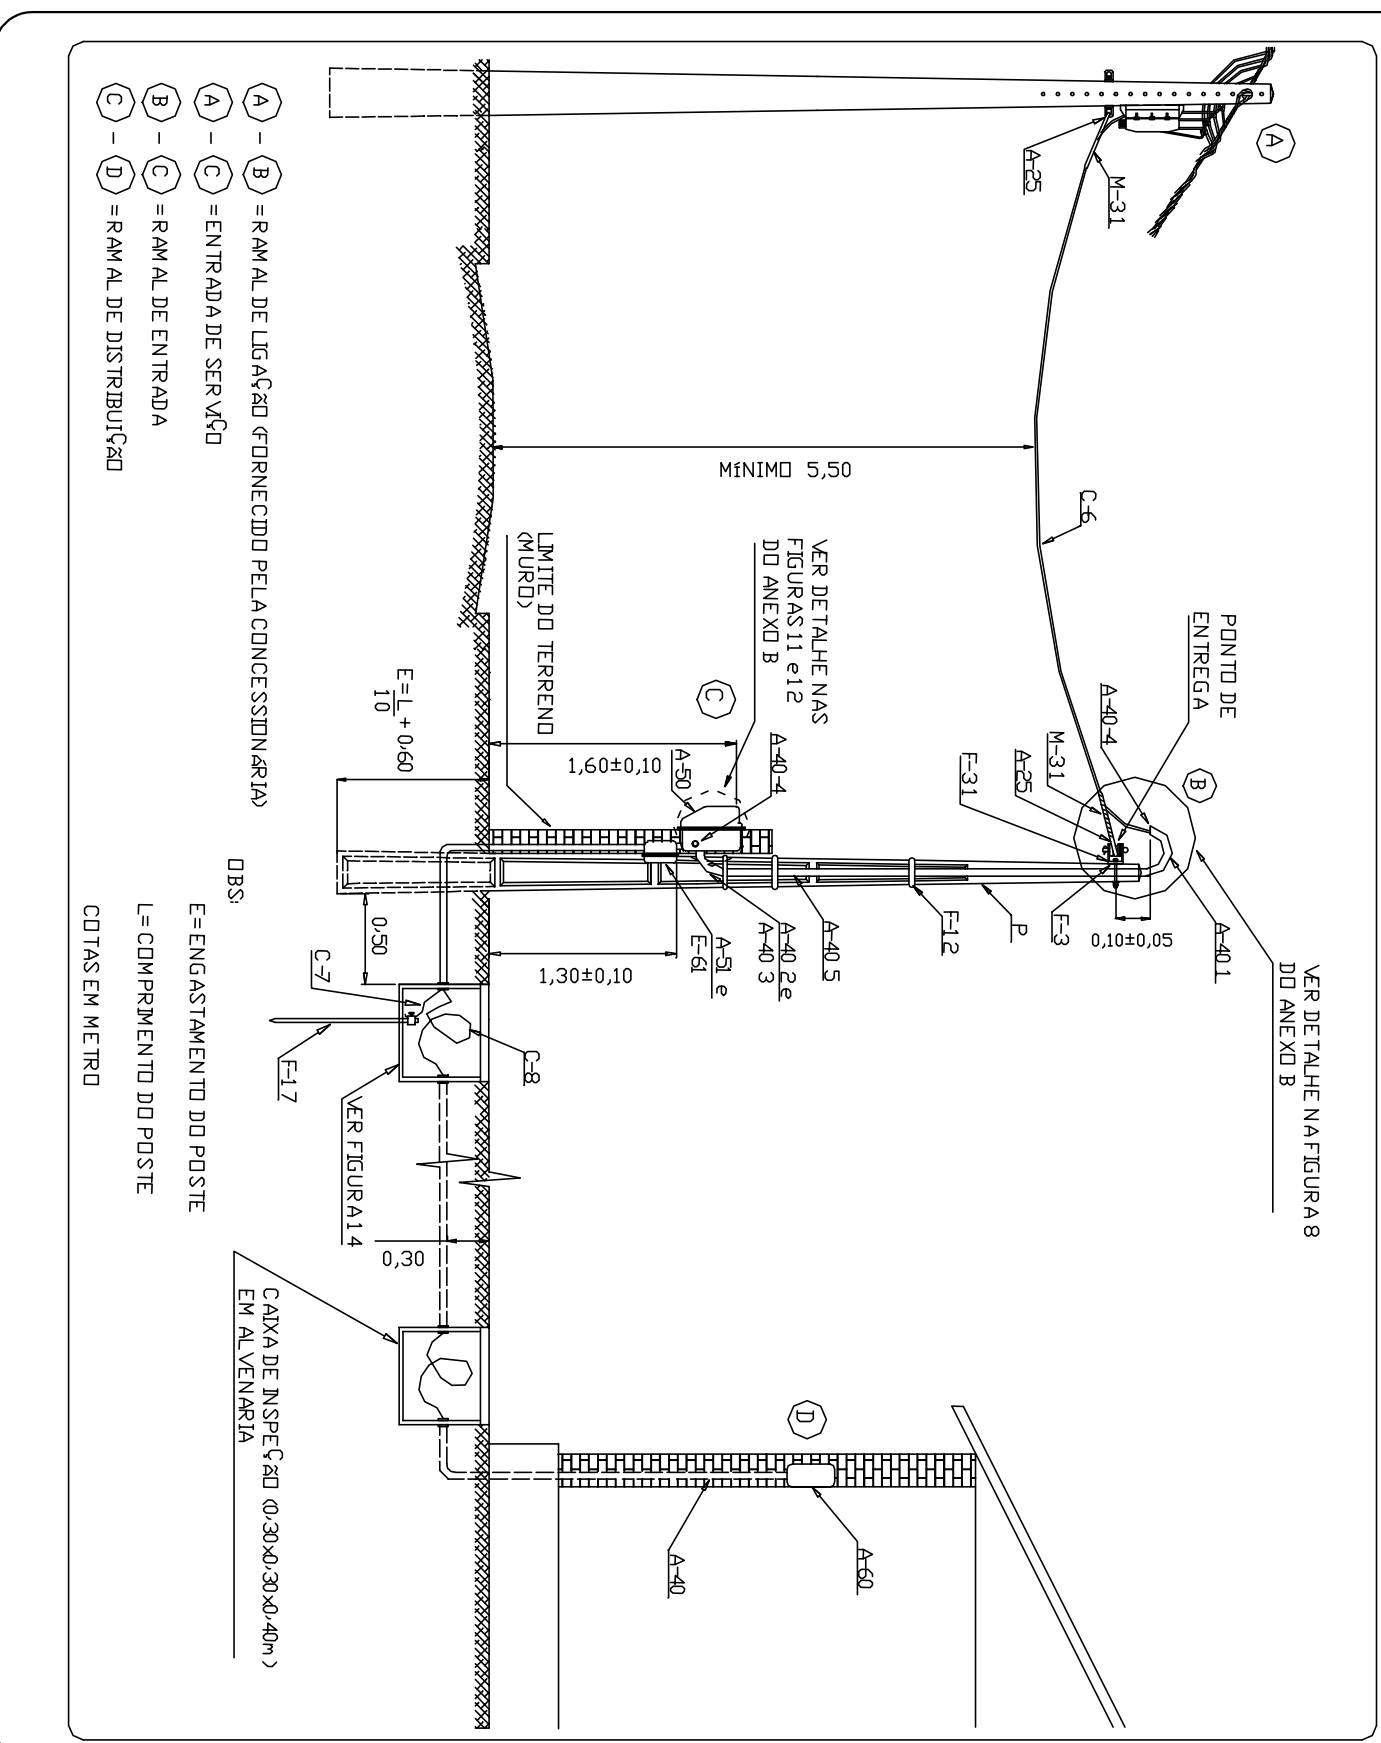 A
A-25
M-31
C-6
MÍNIMO 5,50
PONTO DE
ENTREGA
VER DETALHE NAS
FIGURAS 11 e 12
DO ANEXO B
LIMITE DO TERRENO
(MURO)
C
B
A-40-4
M-31
A-25
F-31
A-40-4
A-50
1,60±0,10
E = L + 0,60
10
VER DETALHE NA FIGURA 8
DO ANEXO B
A-40 1
0,10±0,05
F-3
P
F-12
A-40 5
A-40 2 e
A-40 3
A-51 e
E-61
1,30±0,10
0,50
C-7
C-8
F-17
VER FIGURA 14
0,30
CAIXA DE INSPEÇÃO (0,30x0,30x0,40m)
EM ALVENARIA
D
A-60
A-40
A - B = RAMAL DE LIGAÇÃO (FORNECIDO PELA CONCESSIONÁRIA)
A - C = ENTRADA DE SERVIÇO
B - C = RAMAL DE ENTRADA
C - D = RAMAL DE DISTRIBUIÇÃO
OBS:
E = ENGASTAMENTO DO POSTE
L = COMPRIMENTO DO POSTE
COTAS EM METRO